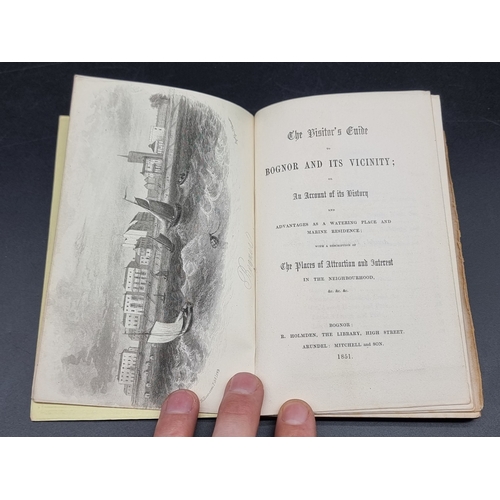 The Visitor's Guide
TO
BOGNOR AND ITS VICINITY;
OR
An Account of its History
AND
ADVANTAGES AS A WATERING PLACE AND
MARINE RESIDENCE;
WITH A DESCRIPTION OF
The Places of Attraction and Interest
IN THE NEIGHBOURHOOD,
&c. &c. &c.
BOGNOR:
R. HOLMDEN, THE LIBRARY, HIGH STREET.
ARUNDEL: MITCHELL AND SON.
1851.